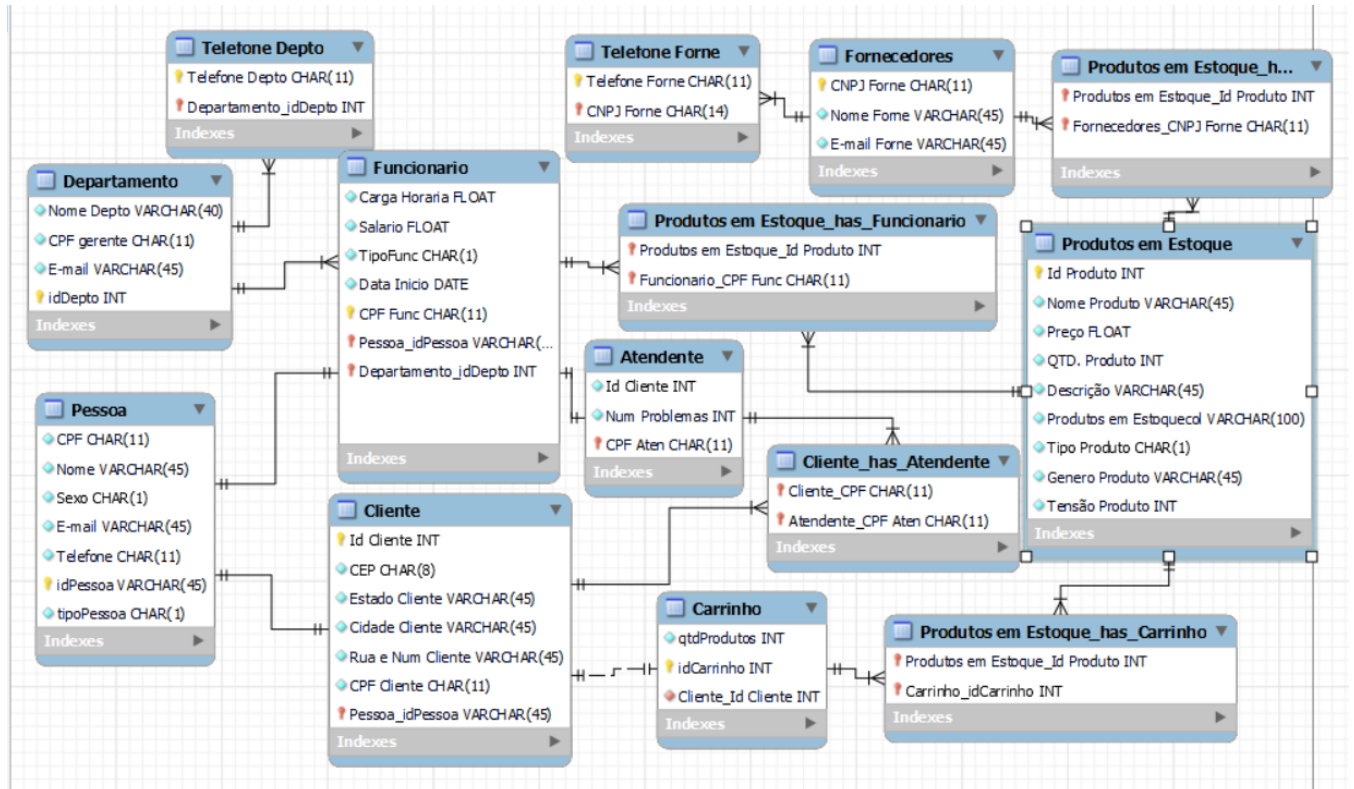 Telefone Depto
Telefone Depto CHAR(11)
Departamento_idDepto INT
Indexes
Telefone Forne
Telefone Forne CHAR(11)
CNPJ Forne CHAR(14)
Indexes
Fornecedores
CNPJ Forne CHAR(11)
Nome Forne VARCHAR(45)
E-mail Forne VARCHAR(45)
Indexes
Produtos em Estoque_h...
Produtos em Estoque_Id Produto INT
Fornecedores_CNPJ Forne CHAR(11)
Indexes
Departamento
Nome Depto VARCHAR(40)
CPF gerente CHAR(11)
E-mail VARCHAR(45)
idDepto INT
Indexes
Funcionario
Carga Horaria FLOAT
Salario FLOAT
TipoFunc CHAR(1)
Data Inicio DATE
CPF Func CHAR(11)
Pessoa_idPessoa VARCHAR(...
Departamento_idDepto INT
Indexes
Produtos em Estoque_has_Funcionario
Produtos em Estoque_Id Produto INT
Funcionario_CPF Func CHAR(11)
Indexes
Produtos em Estoque
Id Produto INT
Nome Produto VARCHAR(45)
Preço FLOAT
QTD. Produto INT
Descrição VARCHAR(45)
Produtos em Estoquecol VARCHAR(100)
Tipo Produto CHAR(1)
Genero Produto VARCHAR(45)
Tensão Produto INT
Indexes
Atendente
Id Cliente INT
Num Problemas INT
CPF Aten CHAR(11)
Indexes
Pessoa
CPF CHAR(11)
Nome VARCHAR(45)
Sexo CHAR(1)
E-mail VARCHAR(45)
Telefone CHAR(11)
idPessoa VARCHAR(45)
tipoPessoa CHAR(1)
Indexes
Cliente_has_Atendente
Cliente_CPF CHAR(11)
Atendente_CPF Aten CHAR(11)
Indexes
Cliente
Id Cliente INT
CEP CHAR(8)
Estado Cliente VARCHAR(45)
Cidade Cliente VARCHAR(45)
Rua e Num Cliente VARCHAR(45)
CPF Cliente CHAR(11)
Pessoa_idPessoa VARCHAR(45)
Indexes
Carrinho
qtdProdutos INT
idCarrinho INT
Cliente_Id Cliente INT
Indexes
Produtos em Estoque_has_Carrinho
Produtos em Estoque_Id Produto INT
Carrinho_idCarrinho INT
Indexes